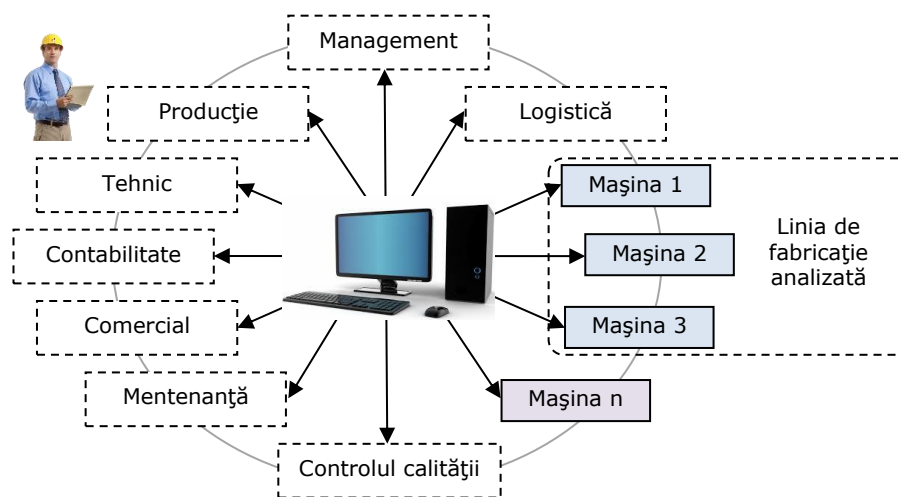 Management
Producţie
Logistică
Tehnic
Maşina 1
Contabilitate
Maşina 2
Linia de
fabricaţie
analizată
Comercial
Maşina 3
Mentenanţă
Maşina n
Controlul calităţii